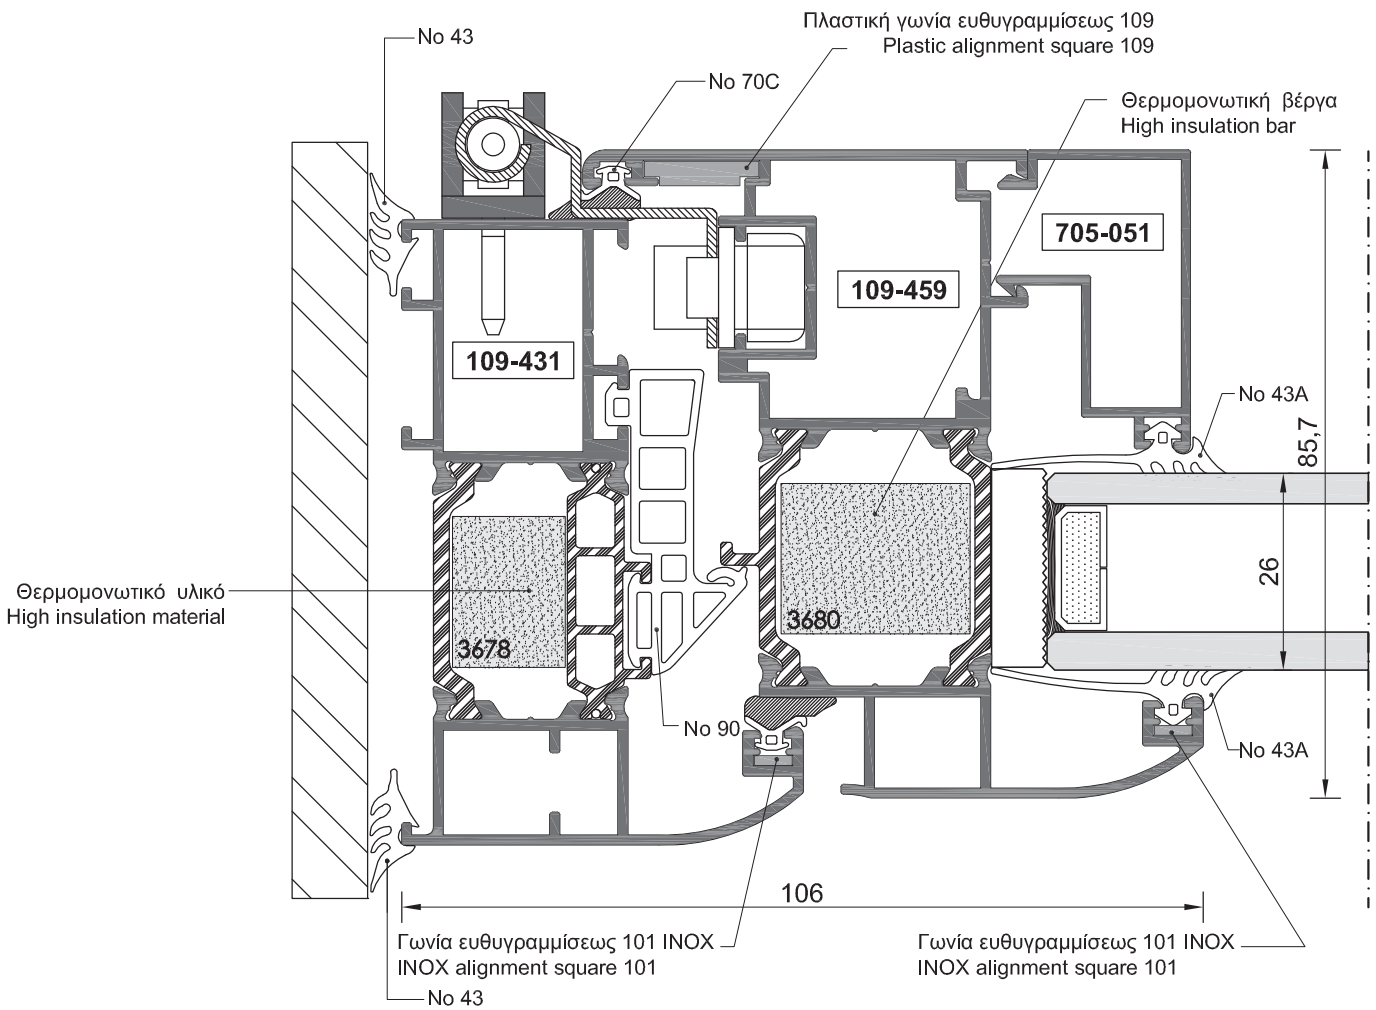 Πλαστική γωνία ευθυγραμμίσεως 109
Plastic alignment square 109
No 43
No 70C
Θερμομονωτική βέργα
High insulation bar
705-051
109-459
109-431
No 43A
85,7
26
Θερμομονωτικό υλικό
High insulation material
3678
3680
No 90
No 43A
106
Γωνία ευθυγραμμίσεως 101 INOX
INOX alignment square 101
Γωνία ευθυγραμμίσεως 101 INOX
INOX alignment square 101
No 43